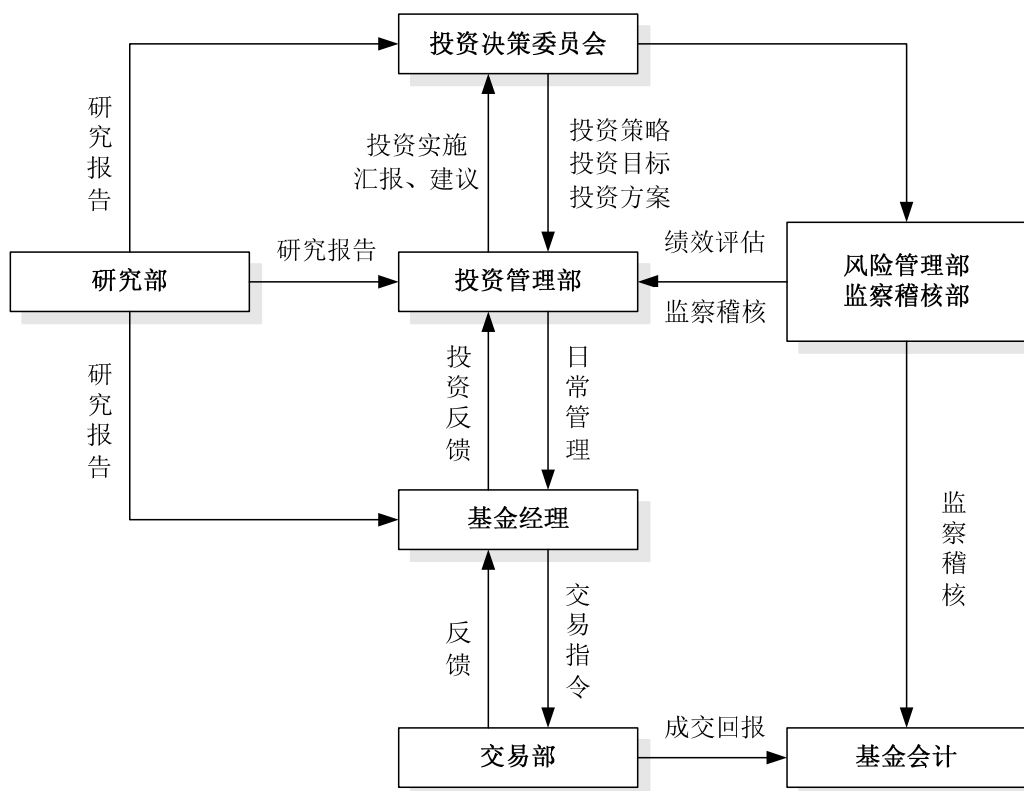 投资决策委员会
研究报告
投资实施
汇报、建议
投资策略
投资目标
投资方案
研究部
研究报告
投资管理部
绩效评估
监察稽核
风险管理部
监察稽核部
研究报告
投资反馈
日常管理
基金经理
监察稽核
反馈
交易指令
交易部
成交回报
基金会计